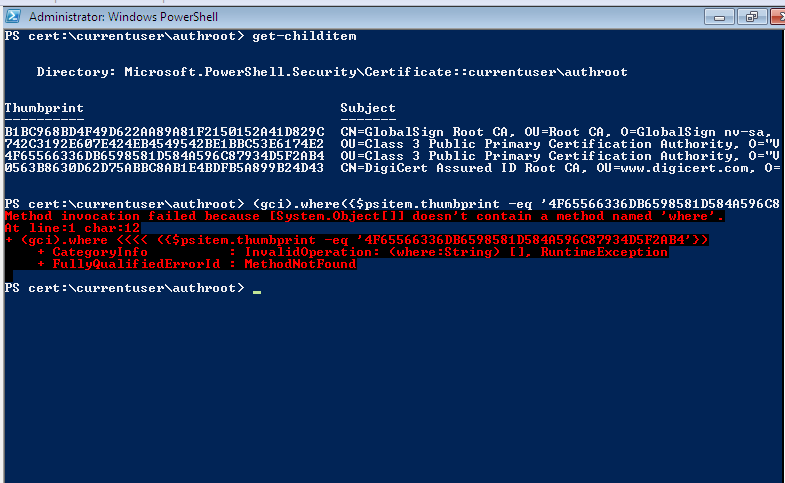 Administrator: Windows PowerShell
PS cert:\currentuser\authroot> get-childitem
Directory: Microsoft.PowerShell.Security\Certificate::currentuser\authroot
Thumbprint Subject
---------- -------
B1BC968BD4F49D622AA89A81F2150152A41D829C CN=GlobalSign Root CA, OU=Root CA, O=GlobalSign nv-sa,
742C3192E607E424EB4549542BE1BBC53E6174E2 OU=Class 3 Public Primary Certification Authority, O="V
4F65566336DB6598581D584A596C87934D5F2AB4 OU=Class 3 Public Primary Certification Authority, O="V
0563B8630D62D75ABBC8AB1E4BDFB5A899B24D43 CN=DigiCert Assured ID Root CA, OU=www.digicert.com, O=
PS cert:\currentuser\authroot> (gci).where({$psitem.thumbprint -eq '4F65566336DB6598581D584A596C8
Method invocation failed because [System.Object[]] doesn't contain a method named 'where'.
At line:1 char:12
+ (gci).where <<<< ({$psitem.thumbprint -eq '4F65566336DB6598581D584A596C87934D5F2AB4'})
+ CategoryInfo : InvalidOperation: (where:String) [], RuntimeException
+ FullyQualifiedErrorId : MethodNotFound
PS cert:\currentuser\authroot> _